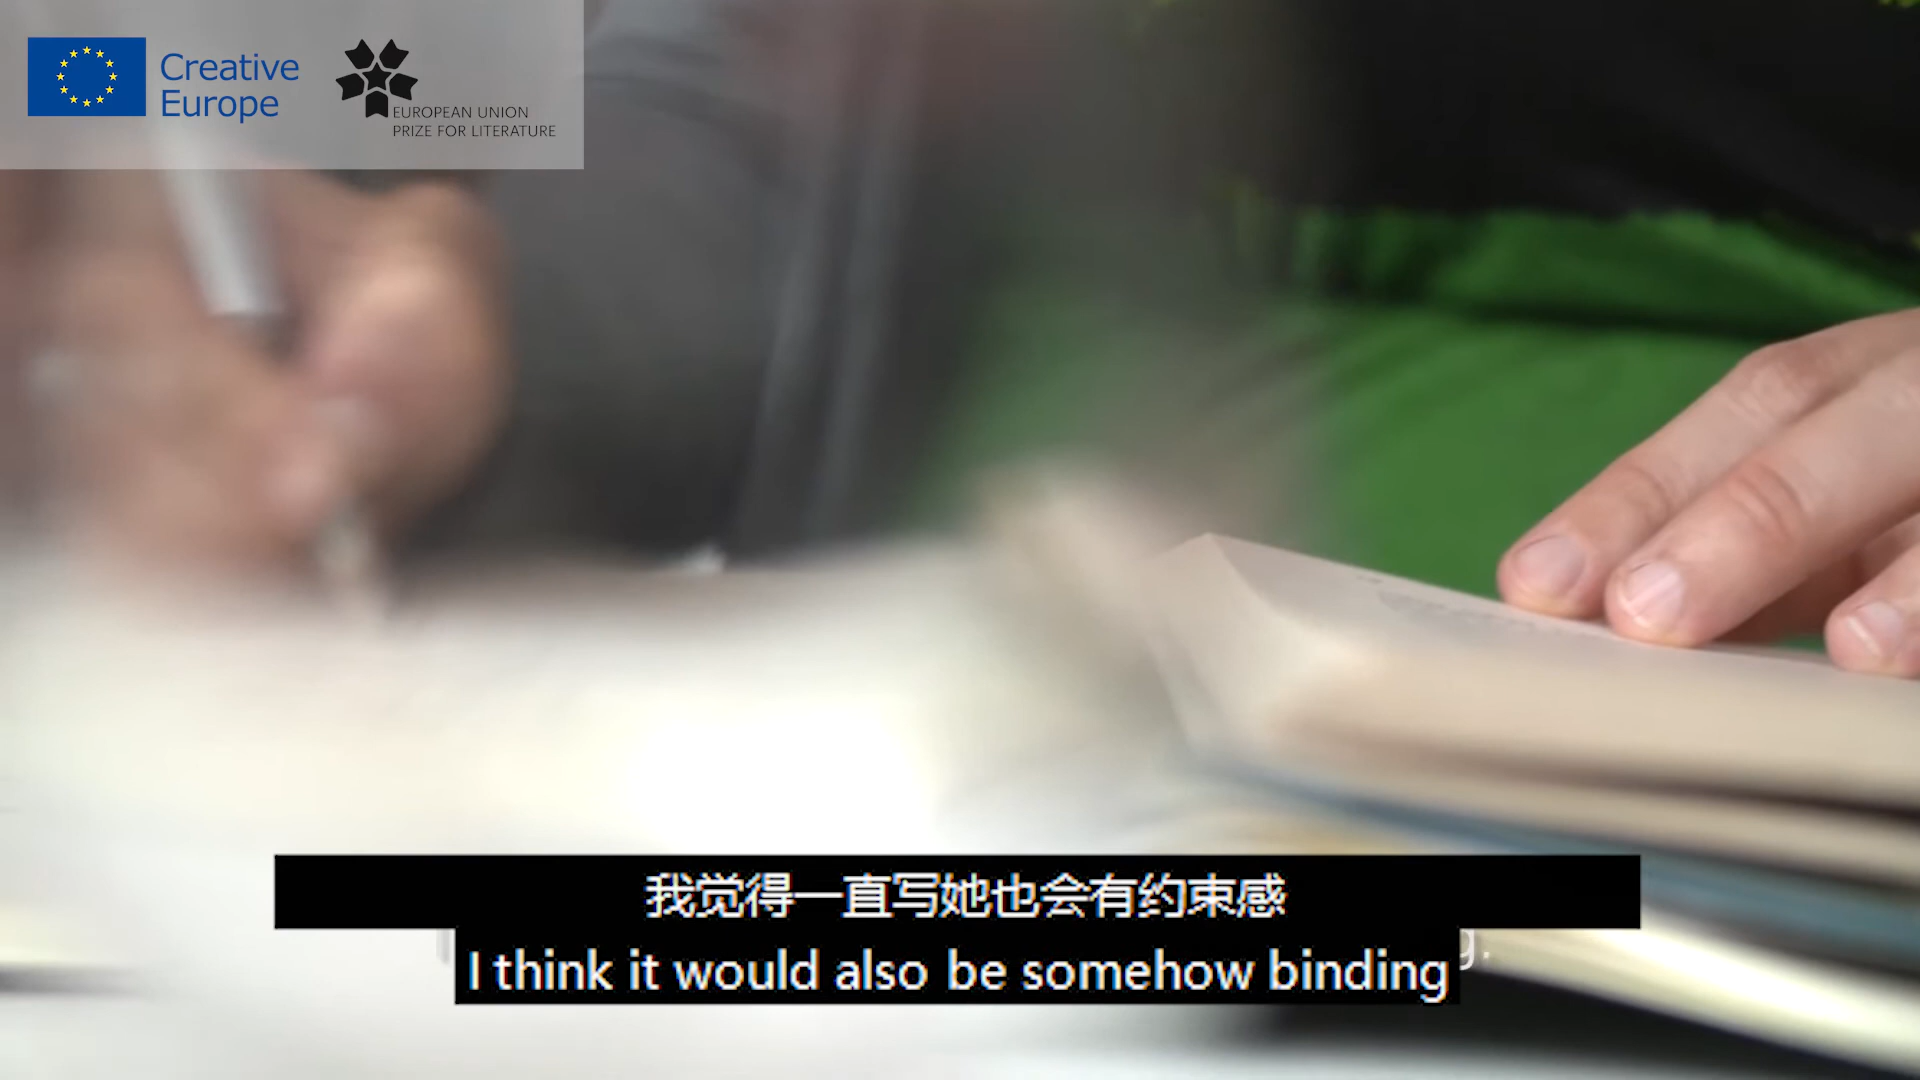 Creative
Europe
EUROPEAN UNION
PRIZE FOR LITERATURE
我觉得一直写她也会有约束感
I think it would also be somehow binding
g.